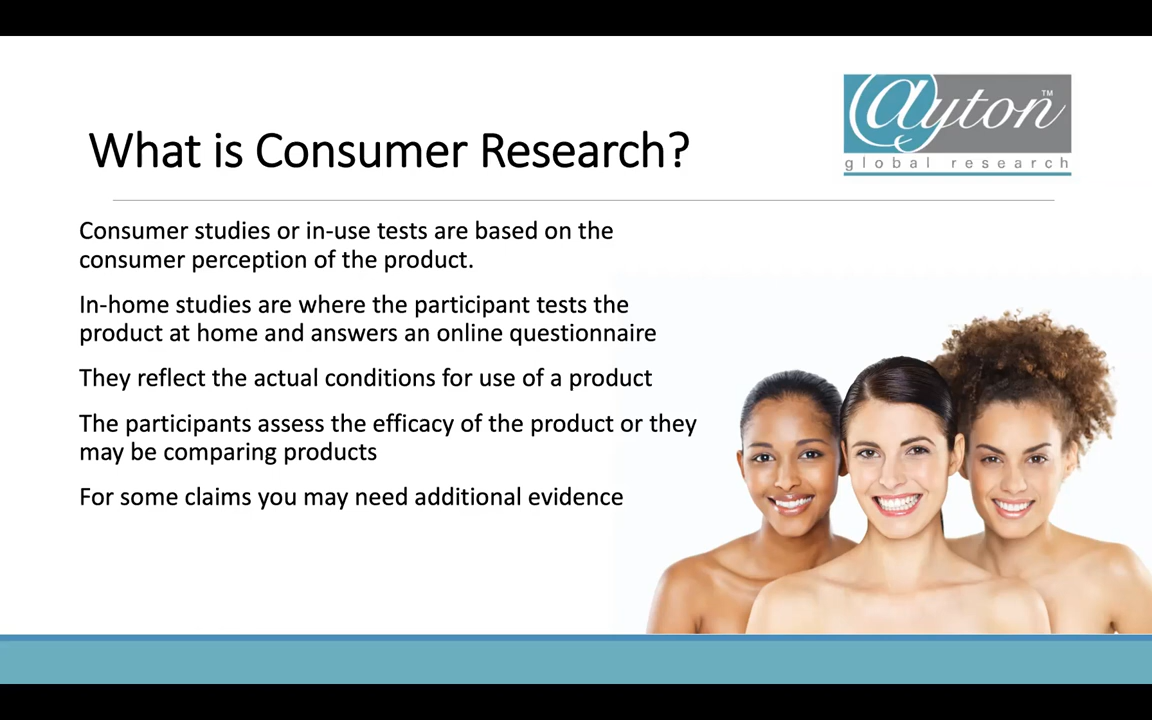 @yton™
global research
What is Consumer Research?
Consumer studies or in-use tests are based on the
consumer perception of the product.
In-home studies are where the participant tests the
product at home and answers an online questionnaire
They reflect the actual conditions for use of a product
The participants assess the efficacy of the product or they
may be comparing products
For some claims you may need additional evidence